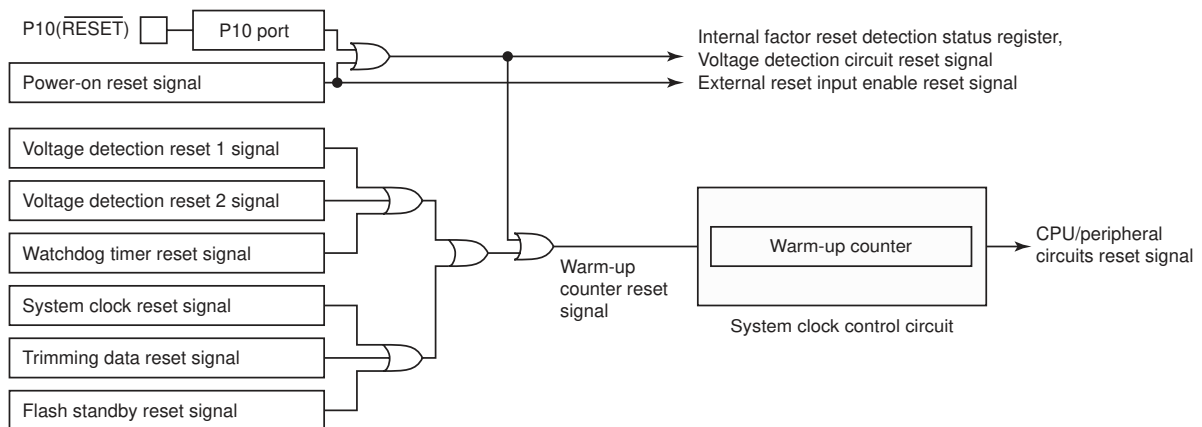 P10(RESET)
P10 port
Power-on reset signal
Internal factor reset detection status register,
Voltage detection circuit reset signal
External reset input enable reset signal
Voltage detection reset 1 signal
Voltage detection reset 2 signal
Watchdog timer reset signal
System clock reset signal
Trimming data reset signal
Flash standby reset signal
Warm-up
counter reset
signal
Warm-up counter
System clock control circuit
CPU/peripheral
circuits reset signal